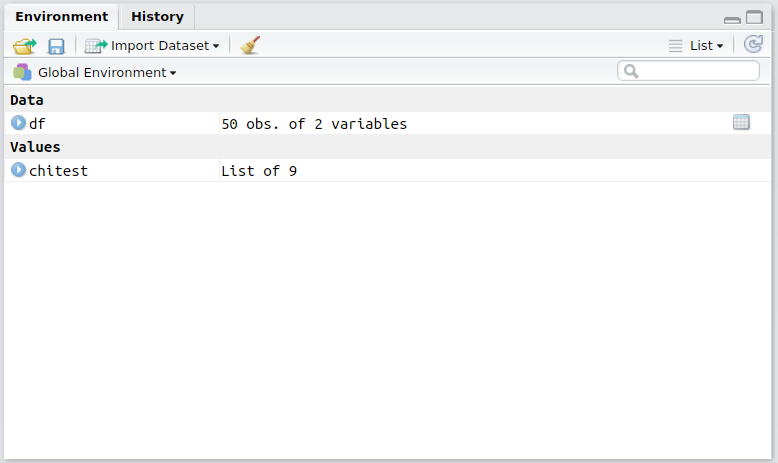 Environment History
Import Dataset List
Global Environment
Data
df 50 obs. of 2 variables
Values
chitest List of 9